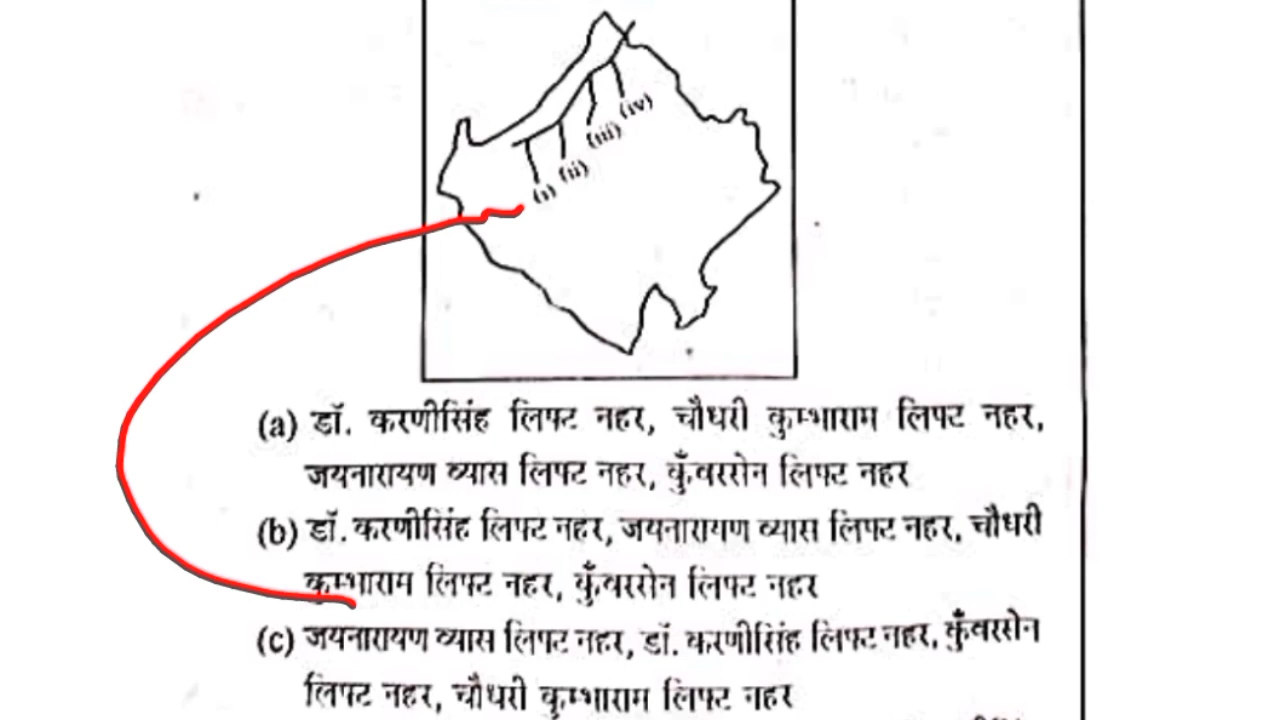 (iv)
(iii)
(ii)
(i)
(a) डॉ. करणीसिंह लिफ्ट नहर, चौधरी कुम्भाराम लिफ्ट नहर,
जयनारायण व्यास लिफ्ट नहर, कुँवरसेन लिफ्ट नहर
(b) डॉ. करणीसिंह लिफ्ट नहर, जयनारायण व्यास लिफ्ट नहर, चौधरी
कुम्भाराम लिफ्ट नहर, कुँवरसेन लिफ्ट नहर
(c) जयनारायण व्यास लिफ्ट नहर, डॉ. करणीसिंह लिफ्ट नहर, कुँवरसेन
लिफ्ट नहर, चौधरी कुम्भाराम लिफ्ट नहर